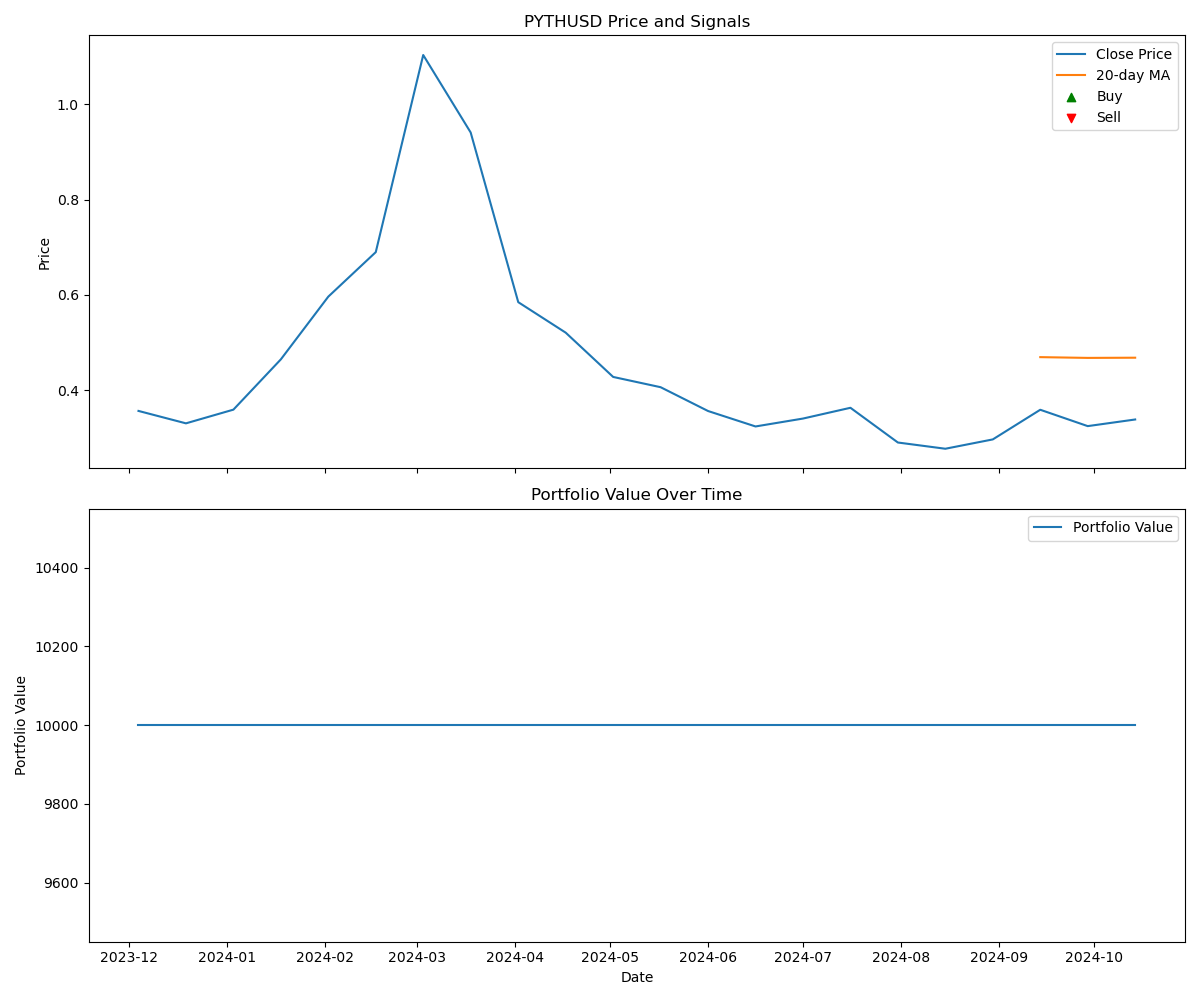 PYTHUSD Price and Signals
Close Price
20-day MA
Buy
Sell
Price
1.0
0.8
0.6
0.4
Portfolio Value Over Time
Portfolio Value
Portfolio Value
10400
10200
10000
9800
9600
2023-12 2024-01 2024-02 2024-03 2024-04 2024-05 2024-06 2024-07 2024-08 2024-09 2024-10
Date